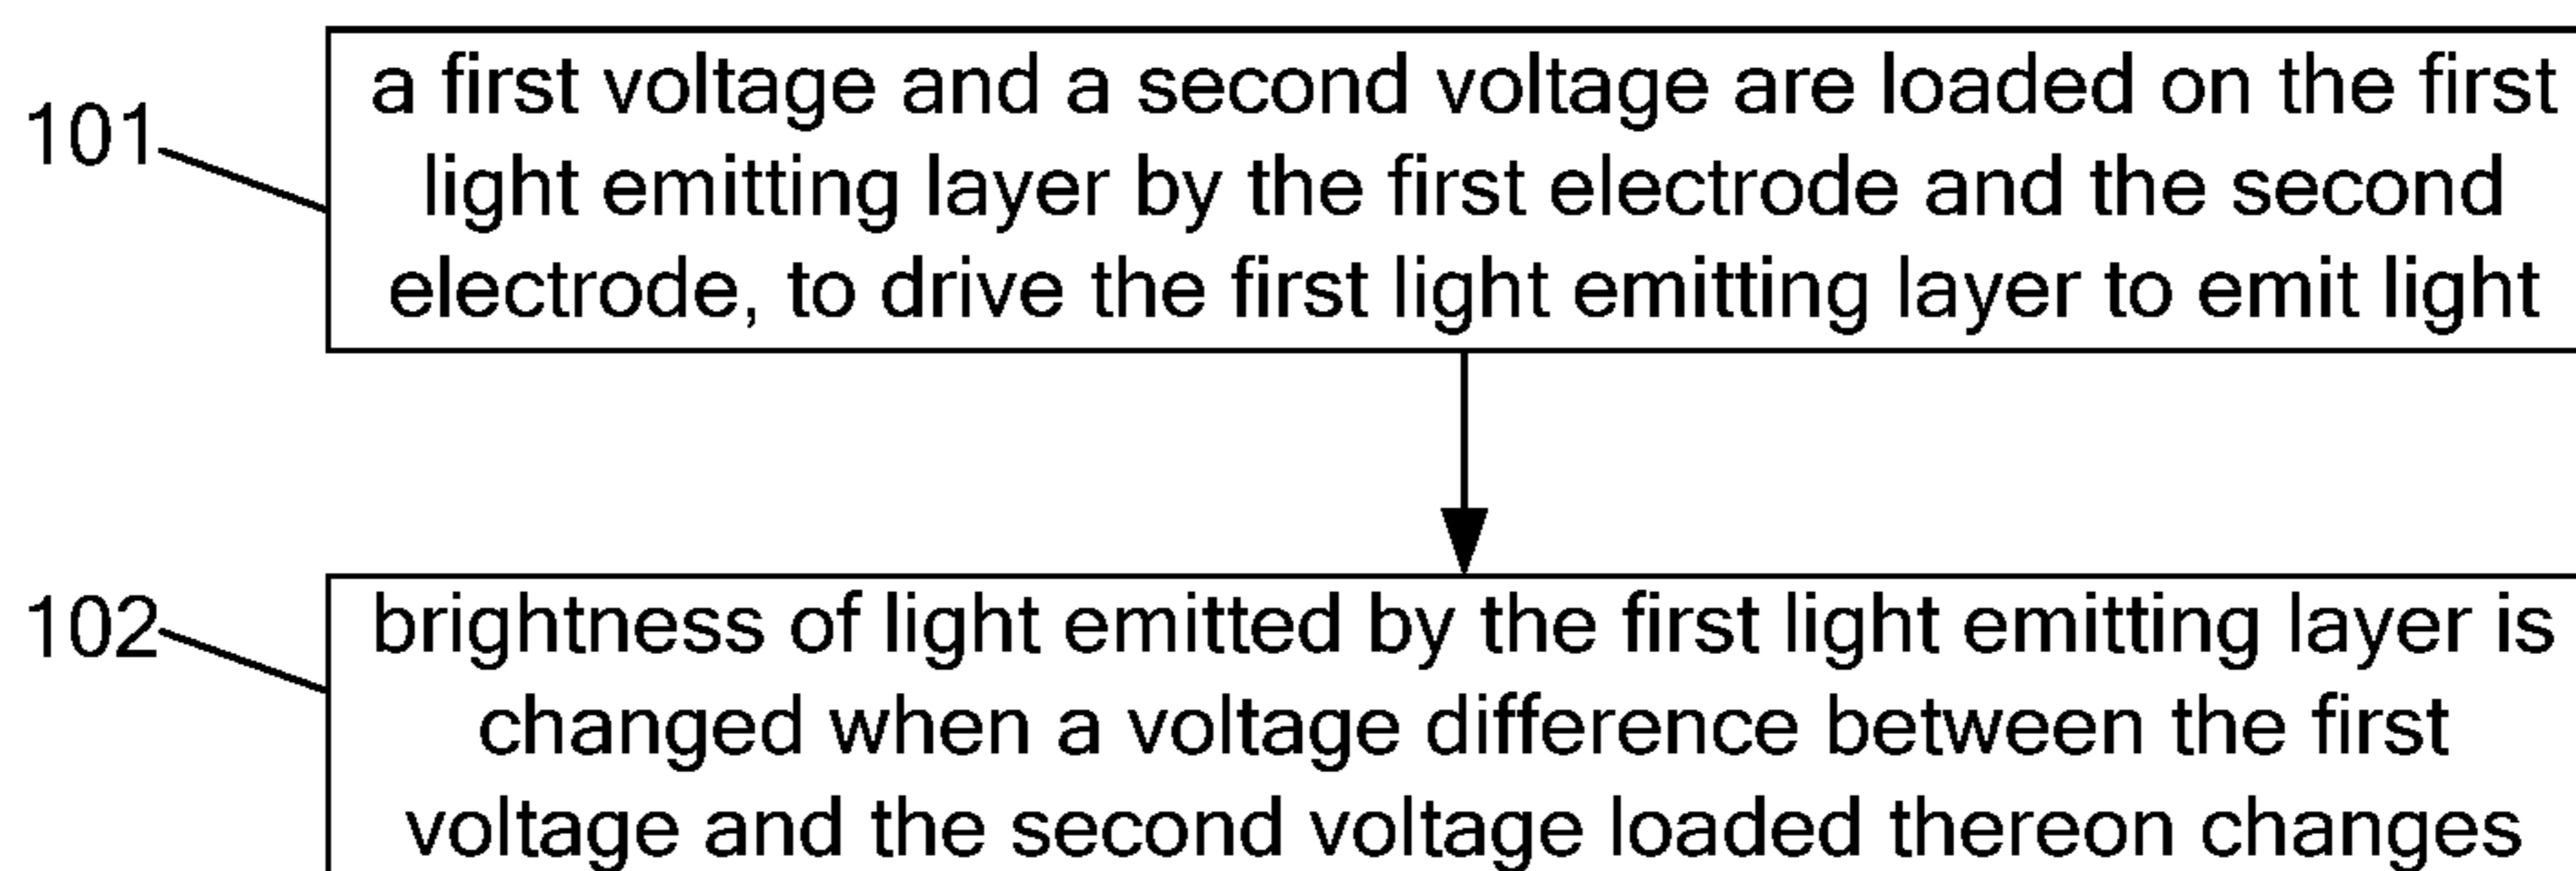 101
a first voltage and a second voltage are loaded on the first
light emitting layer by the first electrode and the second
electrode, to drive the first light emitting layer to emit light
102
brightness of light emitted by the first light emitting layer is
changed when a voltage difference between the first
voltage and the second voltage loaded thereon changes